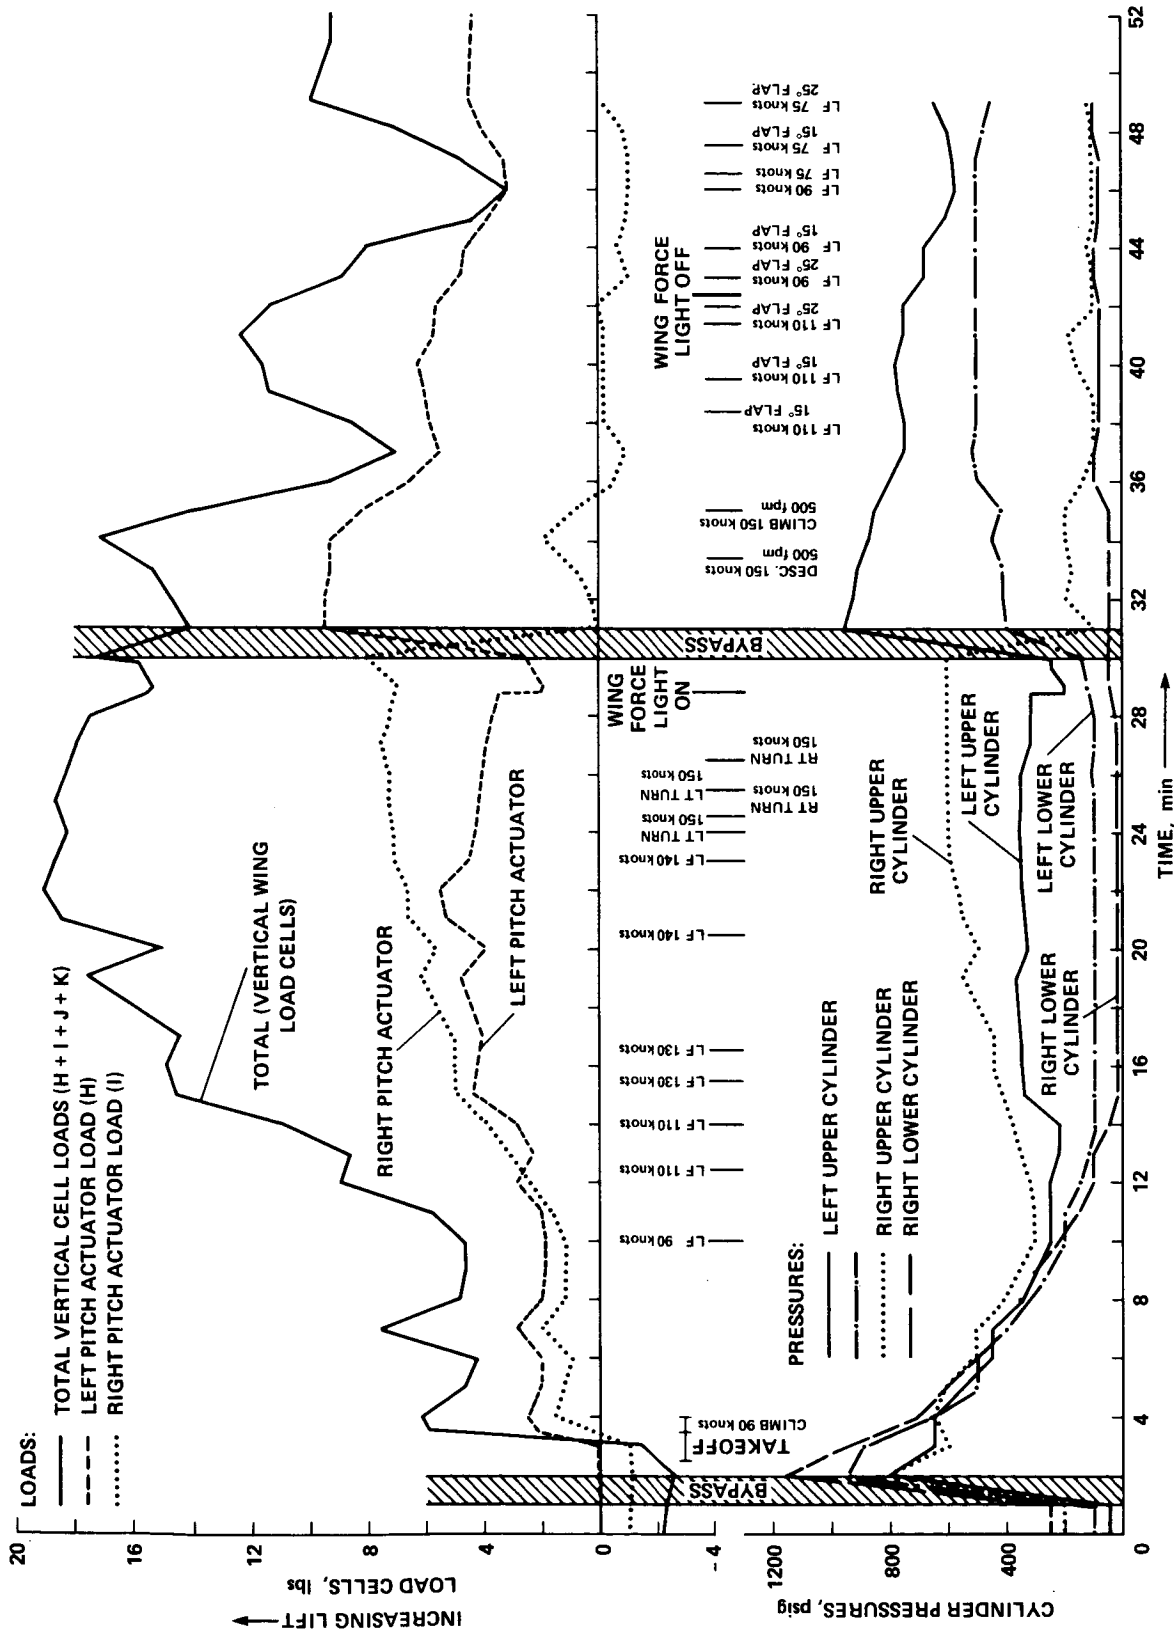 LOADS:
TOTAL VERTICAL CELL LOADS (H + I + J + K)
LEFT PITCH ACTUATOR LOAD (H)
RIGHT PITCH ACTUATOR LOAD (I)
INCREASING LIFT
LOAD CELLS, lbs
20
16
12
8
4
0
-4
TOTAL (VERTICAL WING
LOAD CELLS)
RIGHT PITCH ACTUATOR
LEFT PITCH ACTUATOR
BYPASS
TAKEOFF
CLIMB 90 knots
LF 90 knots
LF 110 knots
LF 110 knots
LF 130 knots
LF 130 knots
LF 140 knots
LF 140 knots
LT TURN
150 knots
RT TURN
150 knots
LT TURN
150 knots
RT TURN
150 knots
WING
FORCE
LIGHT
ON
BYPASS
DESC. 150 knots
500 fpm
CLIMB 150 knots
500 fpm
LF 110 knots
15° FLAP
LF 110 knots
15° FLAP
LF 110 knots
25° FLAP
WING FORCE
LIGHT OFF
LF 90 knots
25° FLAP
LF 90 knots
15° FLAP
LF 90 knots
LF 75 knots
LF 75 knots
15° FLAP
LF 75 knots
25° FLAP
CYLINDER PRESSURES, psig
1200
800
400
0
PRESSURES:
LEFT UPPER CYLINDER
RIGHT UPPER CYLINDER
RIGHT LOWER CYLINDER
RIGHT UPPER
CYLINDER
LEFT UPPER
CYLINDER
RIGHT LOWER
CYLINDER
LEFT LOWER
CYLINDER
4
8
12
16
20
24
28
32
36
40
44
48
52
TIME, min